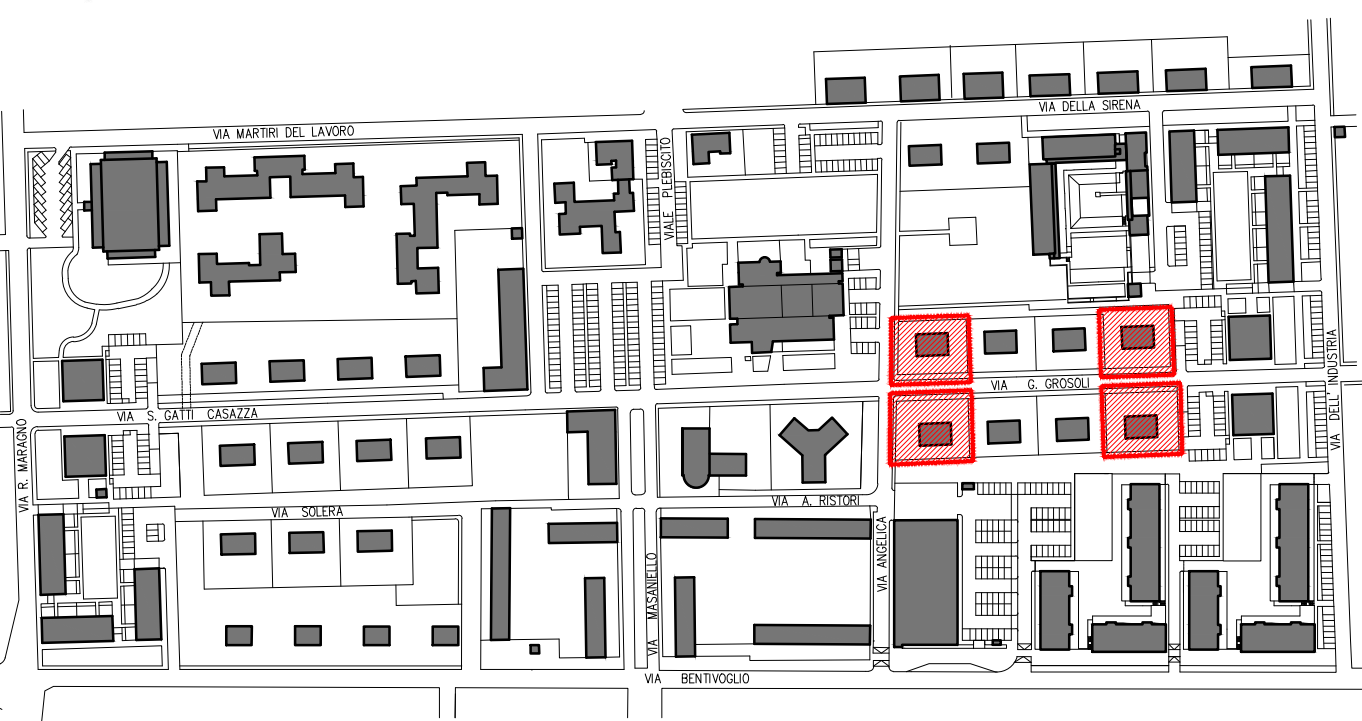 VIA DELLA SIRENA
VIA MARTIRI DEL LAVORO
VIALE PLEBISCITO
VIA G. GROSOLI
VIA DELL' INDUSTRIA
VIA S. GATTI CASAZZA
VIA R. MARAGNO
VIA A. RISTORI
VIA SOLERA
VIA ANGELICA
VIA MASANIELLO
VIA BENTIVOGLIO